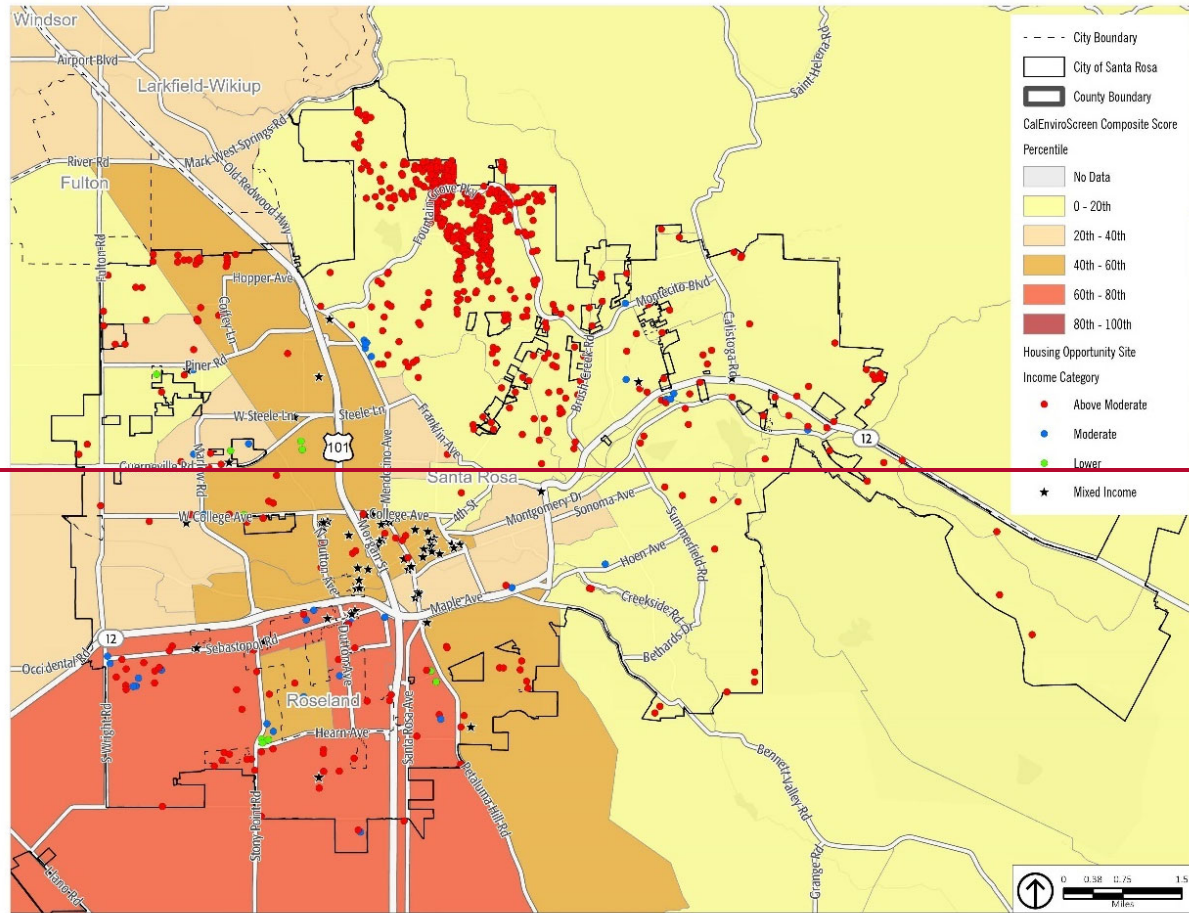 Windsor
Airport Blvd
Larkfield-Wikiup
Saint-Helena-Rd
Mark-West-Springs-Rd
River Rd
Fulton
Old-Redwood-Hwy
Fulton-Rd
Hopper-Ave
Coffey-Ln
Montecito-Blvd
Calistoga-Rd
Piner-Rd
Brush-Creek-Rd
W-Steele-Ln
Steele-Ln
Franklin-Ave
101
12
Guerneville-Rd
Marlow-Rd
Mendocino-Ave
Santa Rosa
4th-St
Montgomery-Dr
Sonoma-Ave
W-College-Ave
College-Ave
Morgan-St
Hoen-Ave
Summerfield-Rd
Creekside-Rd
Bethards-Dr
Maple-Ave
12
Occidental-Rd
Sebastopol-Rd
Dutton-Ave
Roseland
S-Wright-Rd
Hearn-Ave
Santa-Rosa-Ave
Stony-Point-Rd
Petaluma-Hill-Rd
Bennett-Valley-Rd
Grange-Rd
Llano-Rd
City Boundary
City of Santa Rosa
County Boundary
CalEnviroScreen Composite Score
Percentile
No Data
0 - 20th
20th - 40th
40th - 60th
60th - 80th
80th - 100th
Housing Opportunity Site
Income Category
Above Moderate
Moderate
Lower
Mixed Income
0 0.38 0.75 1.5
Miles